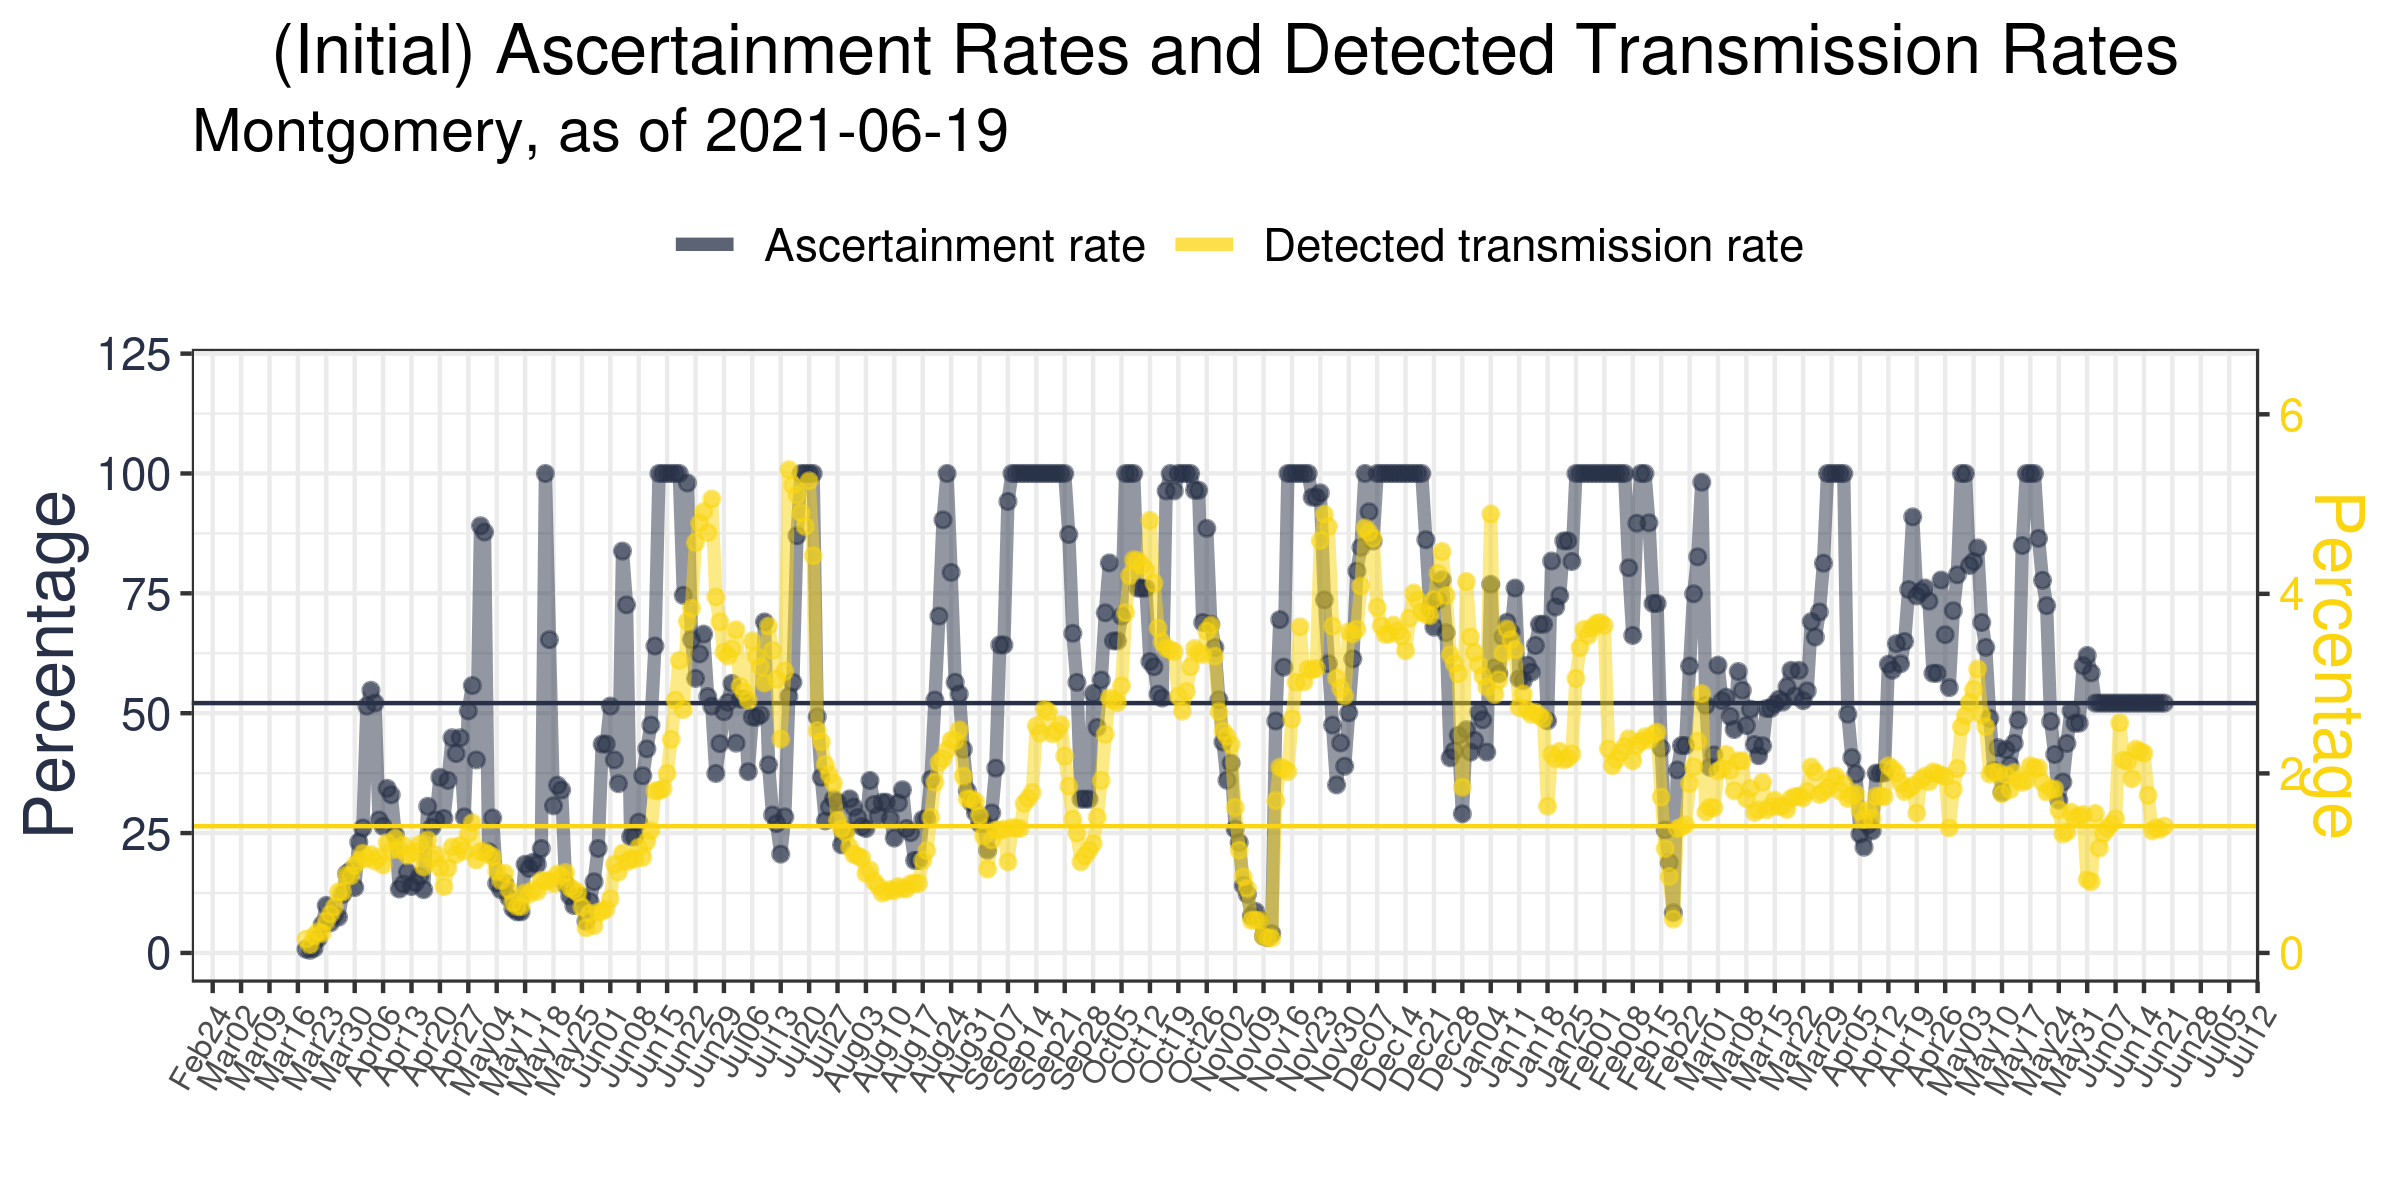 (Initial) Ascertainment Rates and Detected Transmission Rates
Montgomery, as of 2021-06-19
Ascertainment rate
Detected transmission rate
Percentage
125
100
75
50
25
0
6
4
2
0
Percentage
Feb24
Mar02
Mar09
Mar16
Mar23
Mar30
Apr06
Apr13
Apr20
Apr27
May04
May11
May18
May25
Jun01
Jun08
Jun15
Jun22
Jun29
Jul06
Jul13
Jul20
Jul27
Aug03
Aug10
Aug17
Aug24
Aug31
Sep07
Sep14
Sep21
Sep28
Oct05
Oct12
Oct19
Oct26
Nov02
Nov09
Nov16
Nov23
Nov30
Dec07
Dec14
Dec21
Dec28
Jan04
Jan11
Jan18
Jan25
Feb01
Feb08
Feb15
Feb22
Mar01
Mar08
Mar15
Mar22
Mar29
Apr05
Apr12
Apr19
Apr26
May03
May10
May17
May24
May31
Jun07
Jun14
Jun21
Jun28
Jul05
Jul12